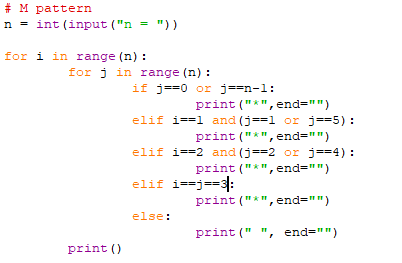 # M pattern
n = int(input("n = "))
for i in range(n):
        for j in range(n):
                if j==0 or j==n-1:
                        print("*",end="")
                elif i==1 and(j==1 or j==5):
                        print("*",end="")
                elif i==2 and(j==2 or j==4):
                        print("*",end="")
                elif i==j==3:
                        print("*",end="")
                else:
                        print(" ", end="")
        print()